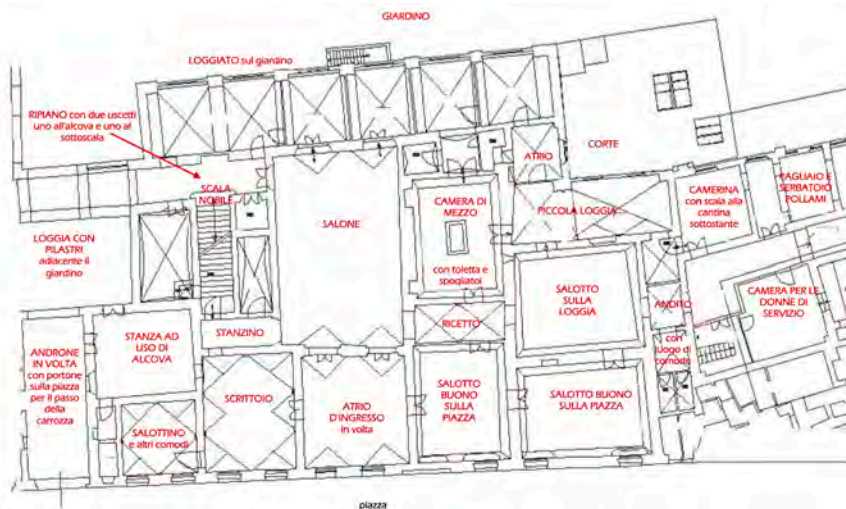 GIARDINO
LOGGIATO sul giardino
RIPIANO con due uscetti
uno all'alcova e uno al
sottoscala
ATRIO
CORTE
SCALA
NOBILE
SALONE
CAMERA DI
MEZZO
con toletta e
spogliatoi
PICCOLA LOGGIA
CAMERINA
con scala alla
cantina
sottostante
PAGLIAIO E
SERBATOIO
POLLAMI
LOGGIA CON
PILASTRI
adiacente il
giardino
SALOTTO
SULLA
LOGGIA
ANDITO
con
luogo di
comodo
CAMERA PER LE
DONNE DI
SERVIZIO
STANZINO
RICETTO
ANDRONE
IN VOLTA
con portone
sulla piazza
per il passo
della
carrozza
STANZA AD
USO DI
ALCOVA
SCRITTOIO
ATRIO
D'INGRESSO
in volta
SALOTTO
BUONO
SULLA
PIAZZA
SALOTTO BUONO
SULLA PIAZZA
SALOTTINO
e altri comodi
piazza